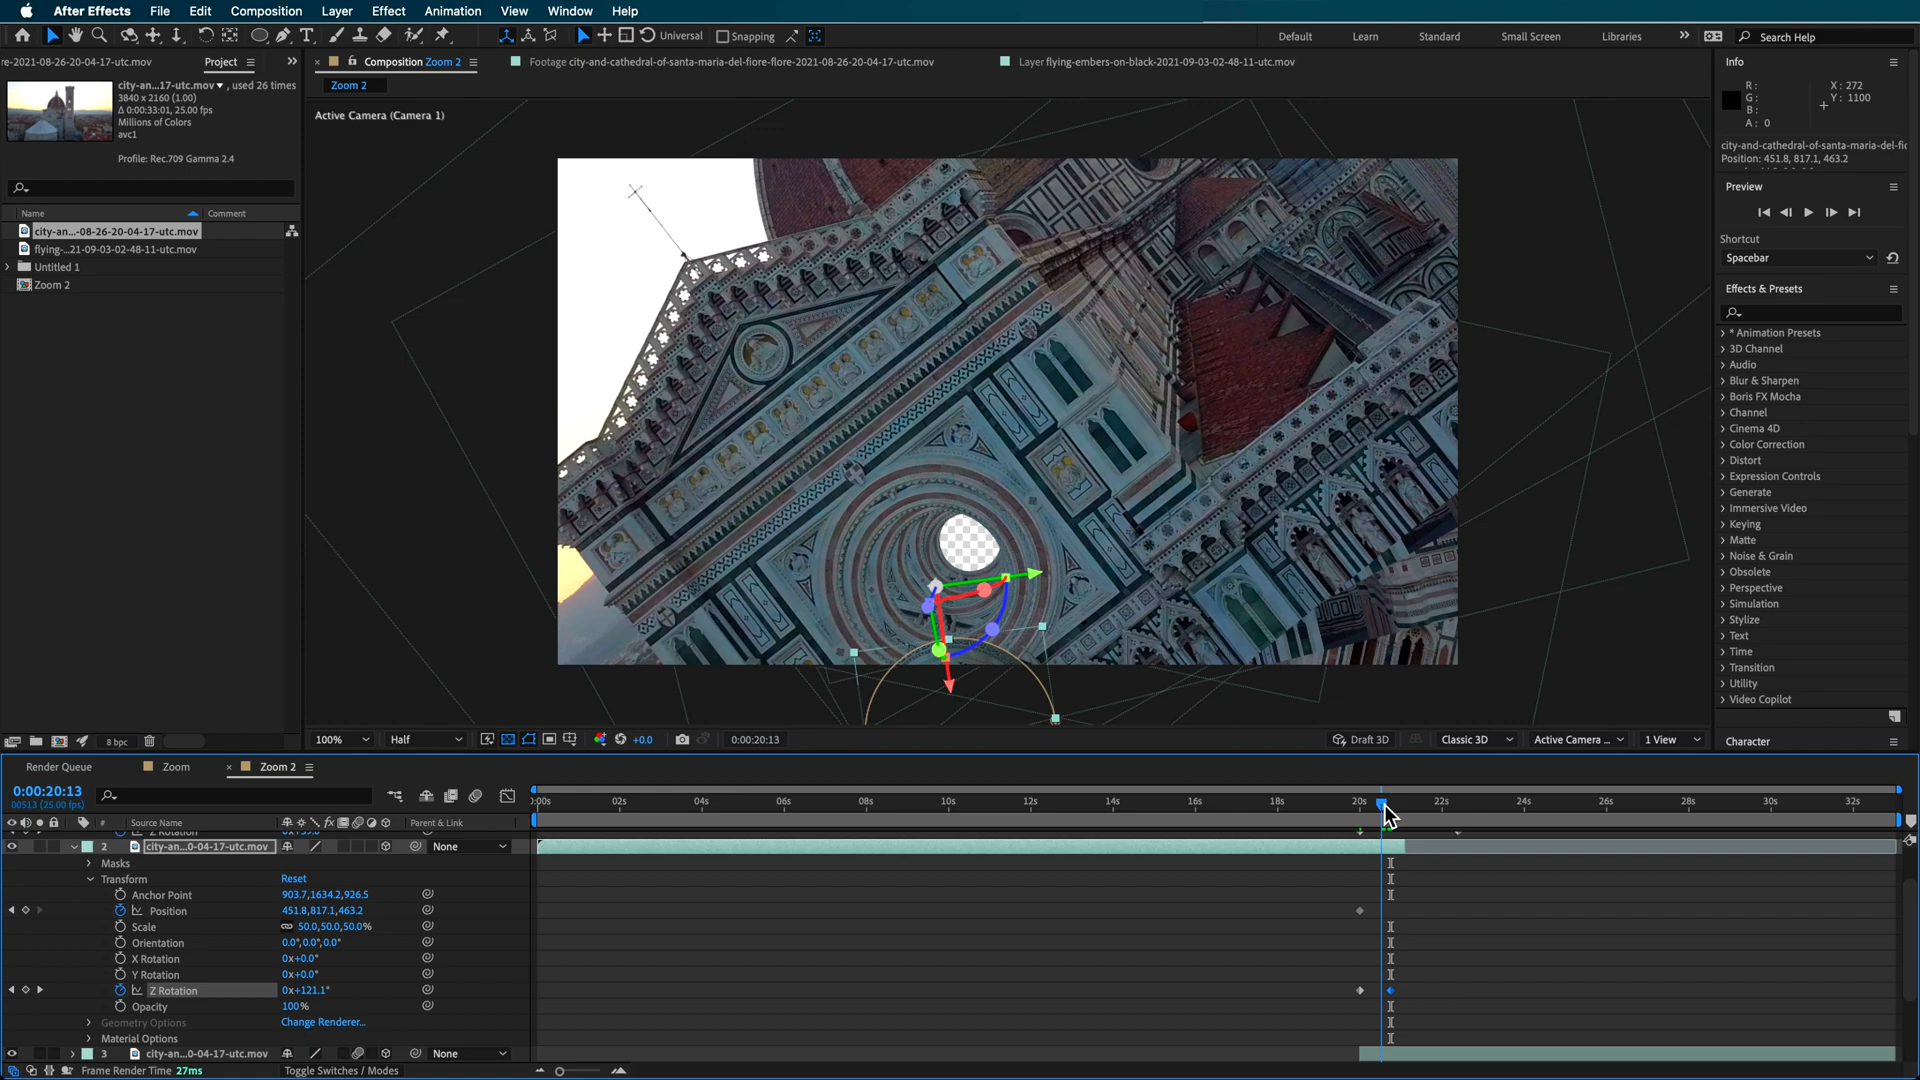 After Effects File Edit Composition Layer Effect Animation View Window Help
Universal Snapping Default Learn Standard Small Screen Libraries Search Help
re-2021-08-26-20-04-17-utc.mov Project
city-an...17-utc.mov, used 26 times
3840 x 2160 (1.00)
Δ 0:00:33:01, 25.00 fps
Millions of Colors
avc1
Profile: Rec.709 Gamma 2.4
Name Comment
city-an...-08-26-20-04-17-utc.mov
flying-...21-09-03-02-48-11-utc.mov
Untitled 1
Zoom 2
8 bpc
Composition Zoom 2 Footage city-and-cathedral-of-santa-maria-del-fiore-flore-2021-08-26-20-04-17-utc.mov Layer flying-embers-on-black-2021-09-03-02-48-11-utc.mov
Zoom 2
Active Camera (Camera 1)
100% Half +0.0 0:00:20:13 Draft 3D Classic 3D Active Camera ... 1 View
Info
R: X: 272
G: Y: 1100
B:
A: 0
city-and-cathedral-of-santa-maria-del-fi
Position: 451.8, 817.1, 463.2
Preview
Shortcut
Spacebar
Effects & Presets
* Animation Presets
3D Channel
Audio
Blur & Sharpen
Boris FX Mocha
Channel
Cinema 4D
Color Correction
Distort
Expression Controls
Generate
Immersive Video
Keying
Matte
Noise & Grain
Obsolete
Perspective
Simulation
Stylize
Text
Time
Transition
Utility
Video Copilot
Character
Render Queue Zoom Zoom 2
0:00:20:13
00513 (25.00 fps)
:00s 02s 04s 06s 08s 10s 12s 14s 16s 18s 20s 22s 24s 26s 28s 30s 32s
# Source Name Parent & Link
Z Rotation
2 city-an...0-04-17-utc.mov None
Masks
Transform Reset
Anchor Point 903.7,1634.2,926.5
Position 451.8,817.1,463.2
Scale 50.0,50.0,50.0%
Orientation 0.0°,0.0°,0.0°
X Rotation 0x+0.0°
Y Rotation 0x+0.0°
Z Rotation 0x+121.1°
Opacity 100%
Geometry Options Change Renderer...
Material Options
3 city-an...0-04-17-utc.mov None
Frame Render Time 27ms Toggle Switches / Modes